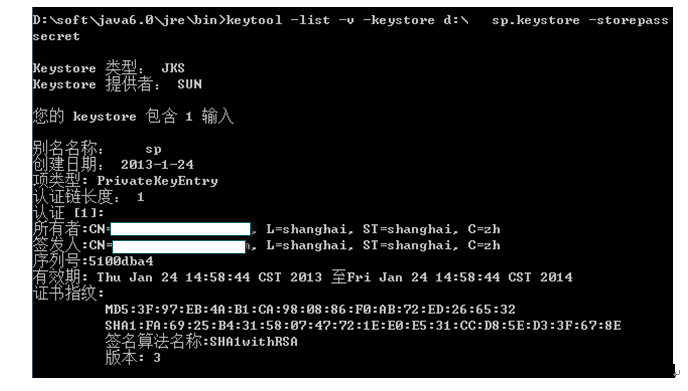 D:\soft\java6.0\jre\bin>keytool -list -v -keystore d:\   sp.keystore -storepass
secret
Keystore 类型： JKS
Keystore 提供者： SUN
您的 keystore 包含 1 输入
别名名称：   sp
创建日期： 2013-1-24
项类型: PrivateKeyEntry
认证链长度： 1
认证 [1]:
所有者:CN=, L=shanghai, ST=shanghai, C=zh
签发人:CN=, L=shanghai, ST=shanghai, C=zh
序列号:5100dba4
有效期: Thu Jan 24 14:58:44 CST 2013 至Fri Jan 24 14:58:44 CST 2014
证书指纹:
MD5:3F:97:EB:4A:B1:CA:98:08:86:F0:AB:72:ED:26:65:32
SHA1:FA:69:25:B4:31:58:07:47:72:1E:E0:E5:31:CC:D8:5E:D3:3F:67:8E
签名算法名称:SHA1withRSA
版本: 3